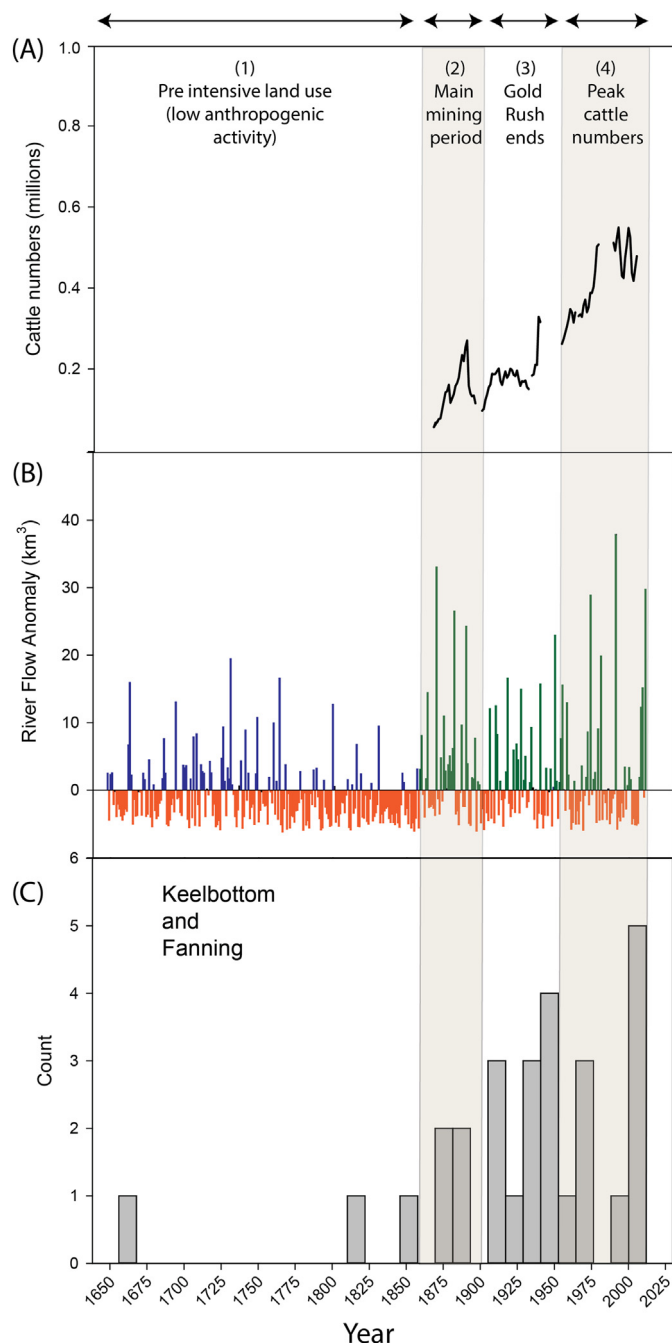 (A)
Cattle numbers (millions)
1.0
0.8
0.6
0.4
0.2
(1)
Pre intensive land use
(low anthropogenic
activity)
(2)
Main
mining
period
(3)
Gold
Rush
ends
(4)
Peak
cattle
numbers
(B)
River Flow Anomaly (km³)
40
30
20
10
0
(C)
Keelbottom
and
Fanning
Count
6
5
4
3
2
1
0
1650
1675
1700
1725
1750
1775
1800
1825
1850
1875
1900
1925
1950
1975
2000
2025
Year